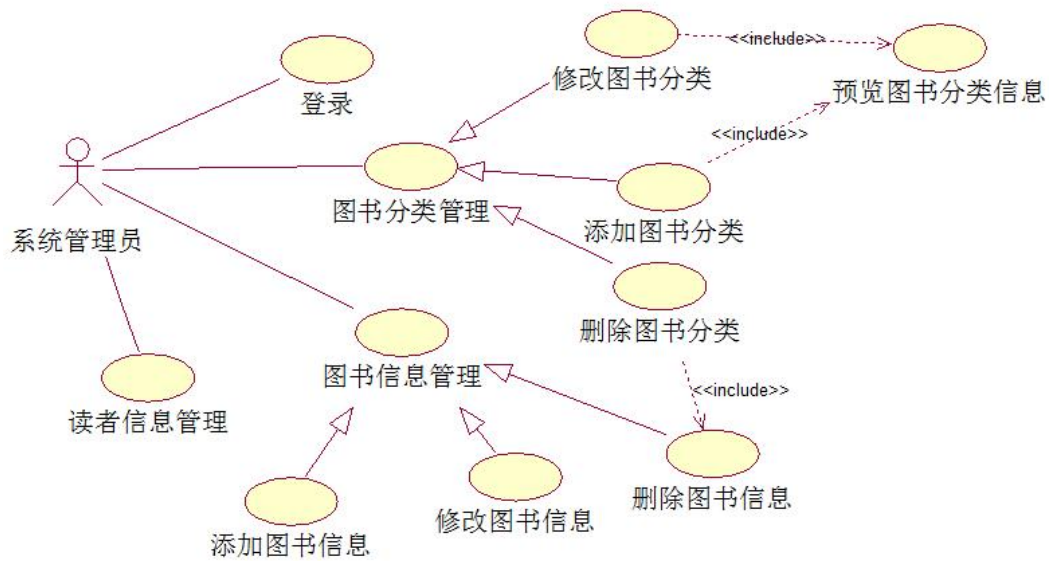 <<include>>
修改图书分类
预览图书分类信息
登录
<<include>>
图书分类管理
添加图书分类
系统管理员
删除图书分类
图书信息管理
<<include>>
读者信息管理
删除图书信息
修改图书信息
添加图书信息